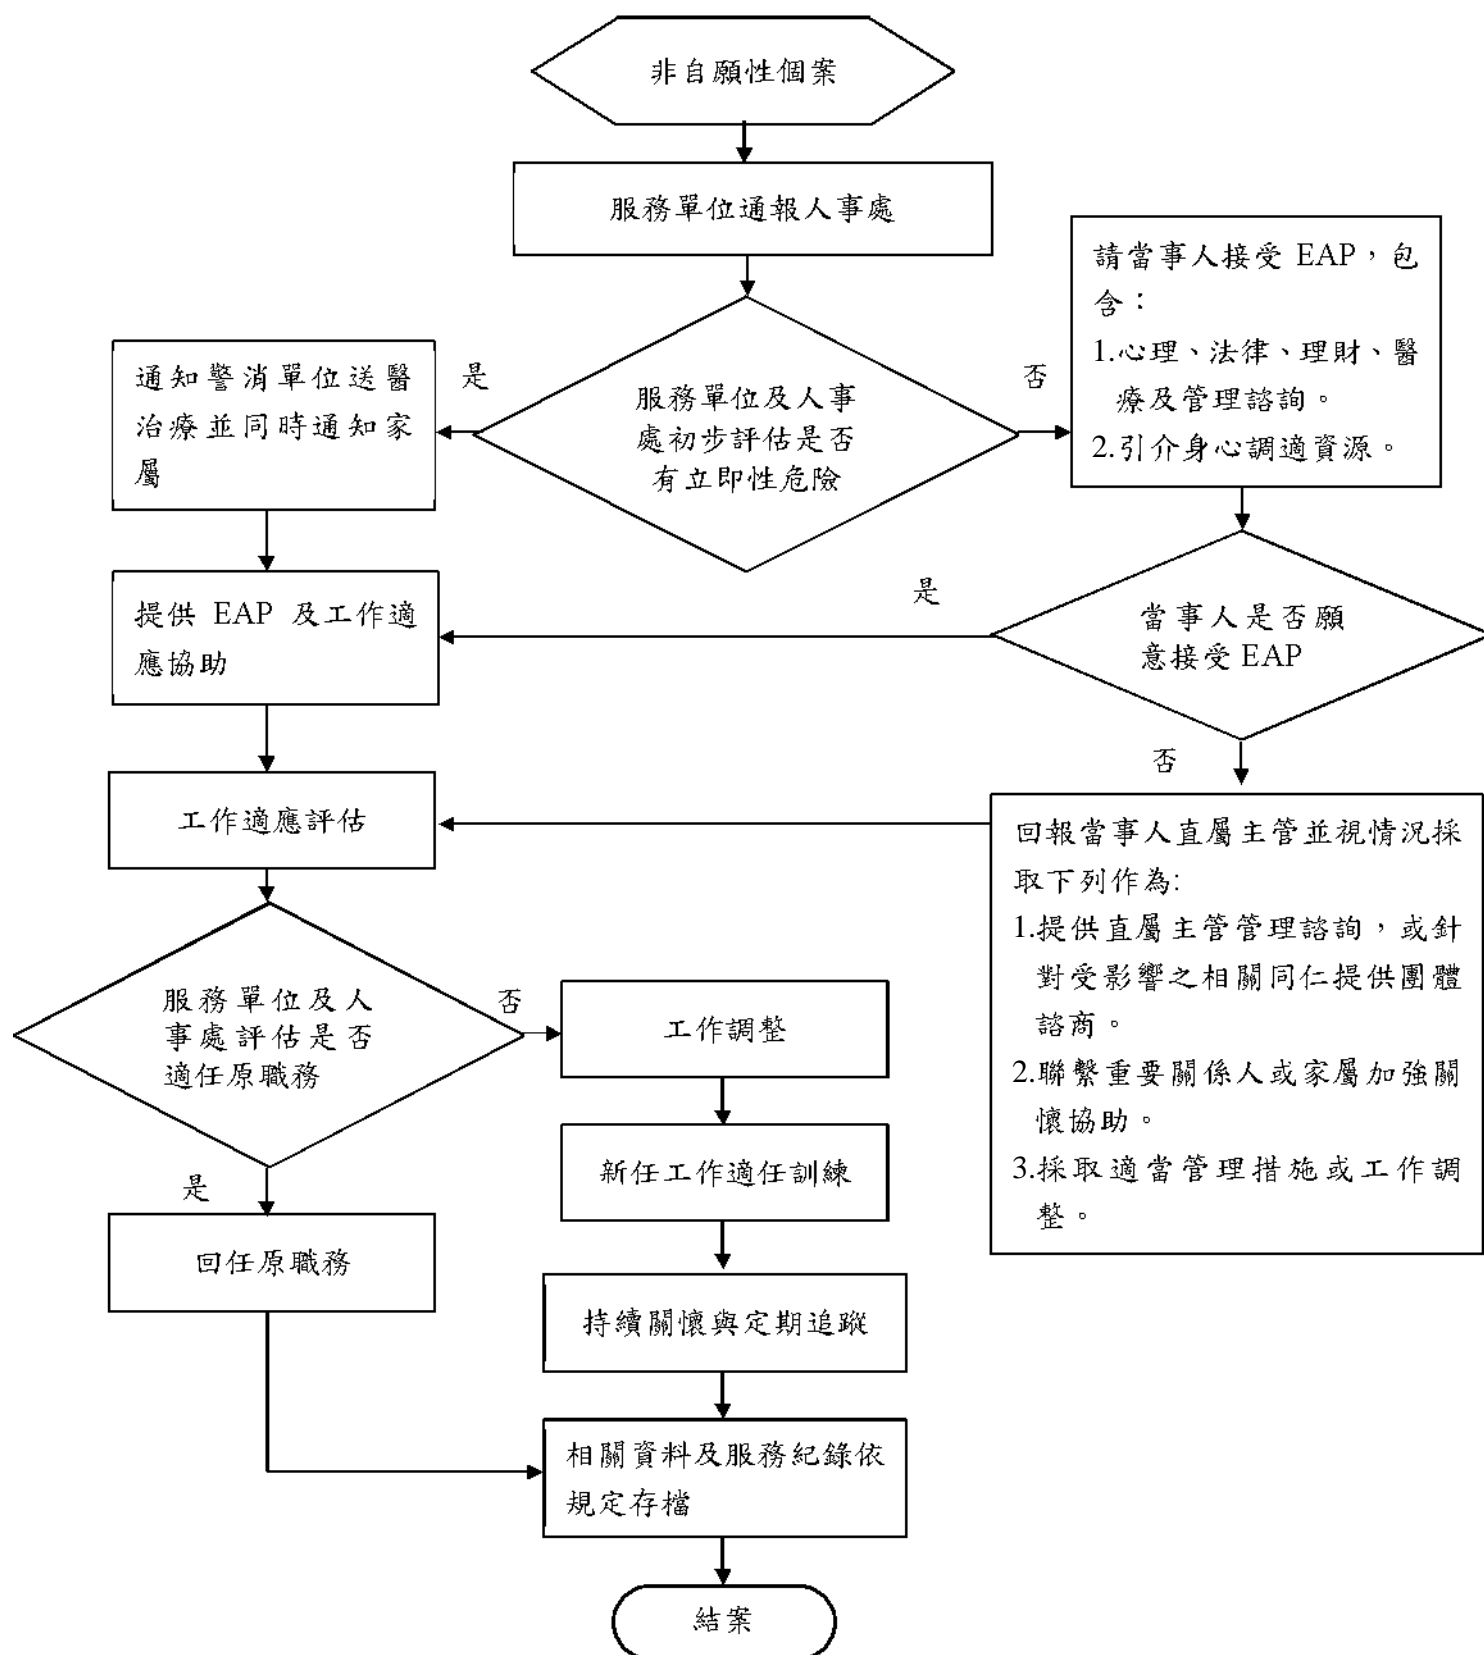 非自願性個案
服務單位通報人事處
請當事人接受 EAP，包
含：
1.心理、法律、理財、醫
療及管理諮詢。
2.引介身心調適資源。
通知警消單位送醫
治療並同時通知家
屬
是
服務單位及人事
處初步評估是否
有立即性危險
否
提供 EAP 及工作適
應協助
是
當事人是否願
意接受 EAP
否
工作適應評估
回報當事人直屬主管並視情況採
取下列作為:
1.提供直屬主管管理諮詢，或針
對受影響之相關同仁提供團體
諮商。
2.聯繫重要關係人或家屬加強關
懷協助。
3.採取適當管理措施或工作調
整。
服務單位及人
事處評估是否
適任原職務
否
工作調整
新任工作適任訓練
是
回任原職務
持續關懷與定期追蹤
相關資料及服務紀錄依
規定存檔
結案